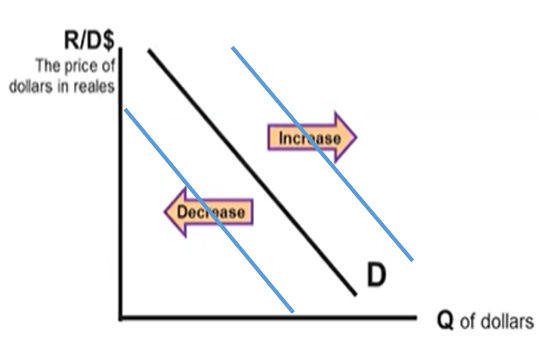 R/D$
The price of
dollars in reales
Increase
Decrease
D
Q of dollars